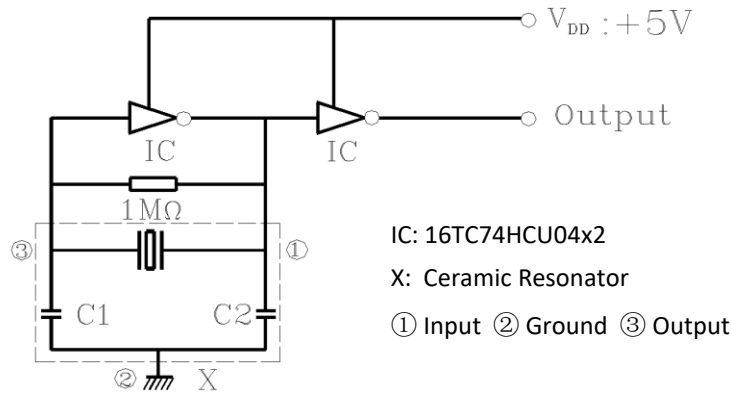 V_DD :+5V
Output
IC
IC
1MΩ
③
①
IC: 16TC74HCU04x2
C1
C2
X: Ceramic Resonator
① Input ② Ground ③ Output
②
X